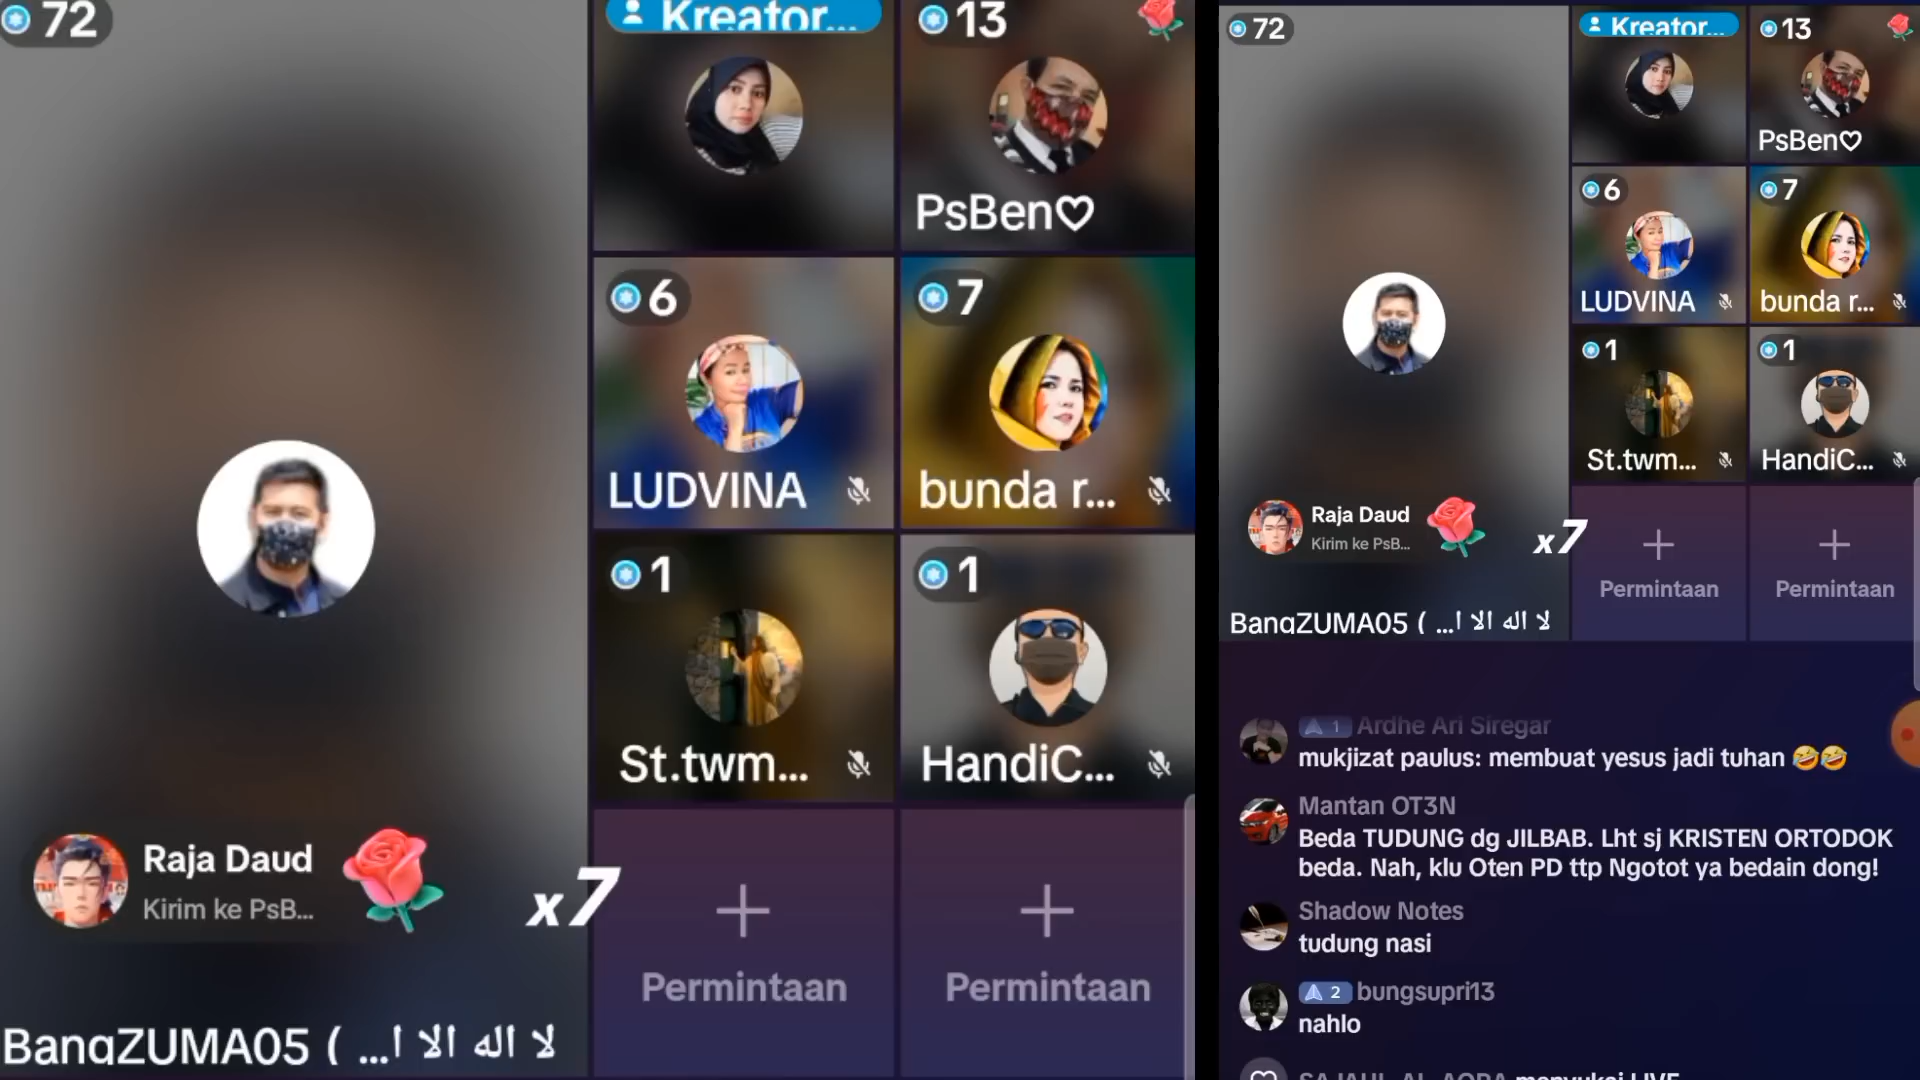 72
Kreator...
13
PsBen♡
6
LUDVINA
7
bunda r...
1
St.twm...
1
HandiC...
Raja Daud
Kirim ke PsB...
x7
Permintaan
Permintaan
BangZUMA05 ( ...لا اله الا ا
72
Kreator...
13
PsBen♡
6
LUDVINA
7
bunda r...
1
St.twm...
1
HandiC...
Raja Daud
Kirim ke PsB...
x7
Permintaan
Permintaan
BangZUMA05 ( ...لا اله الا ا
1 Ardhe Ari Siregar
mukjizat paulus: membuat yesus jadi tuhan 🤣🤣
Mantan OT3N
Beda TUDUNG dg JILBAB. Lht sj KRISTEN ORTODOK
beda. Nah, klu Oten PD ttp Ngotot ya bedain dong!
Shadow Notes
tudung nasi
2 bungsupri13
nahlo
menyukai LIVE